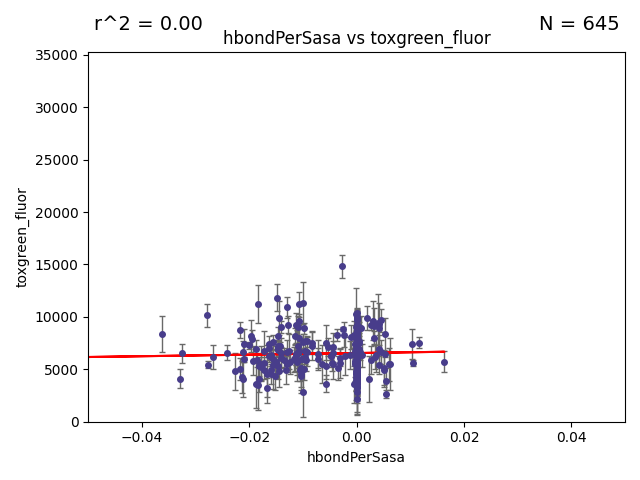 r^2 = 0.00
N = 645
hbondPerSasa vs toxgreen_fluor
35000
30000
25000
20000
15000
10000
5000
0
toxgreen_fluor
−0.04
−0.02
0.00
0.02
0.04
hbondPerSasa